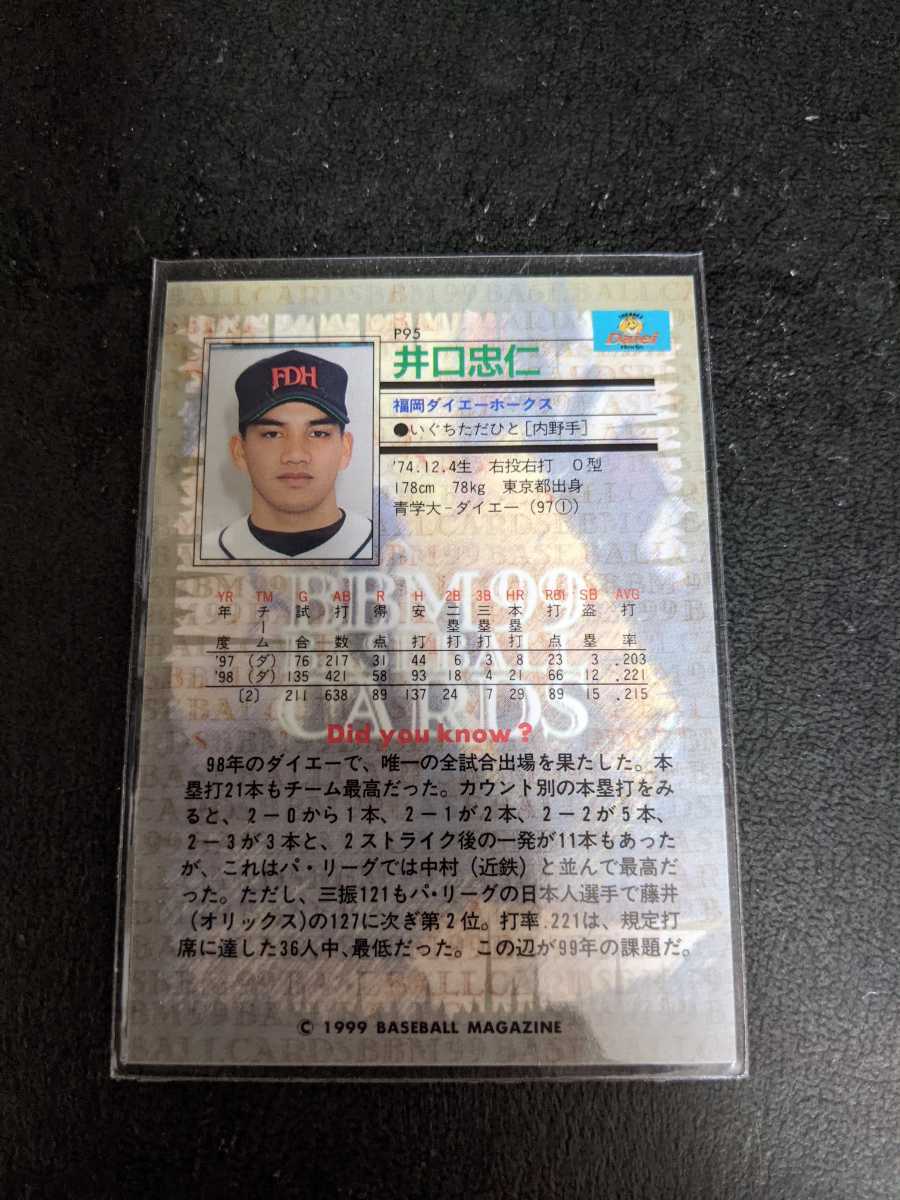 P95
井口忠仁
Daiei
福岡ダイエーホークス
●いぐちただひと[内野手]
FDH
'74.12.4生 右投右打 O型
178cm 78kg 東京都出身
青学大-ダイエー (97①)
YR TM G AB R H 2B 3B HR RBI SB AVG
年度 チーム 試合 打数 得点 安打 二塁打 三塁打 本塁打 打点 盗塁 打率
'97 (ダ) 76 217 31 44 6 3 8 23 3 .203
'98 (ダ) 135 421 58 93 18 4 21 66 12 .221
[2] 211 638 89 137 24 7 29 89 15 .215
BBM 99
BASEBALL
CARDS
Did you know?
98年のダイエーで、唯一の全試合出場を果たした。本
塁打21本もチーム最高だった。カウント別の本塁打をみ
ると、2-0から1本、2-1が2本、2-2が5本、
2-3が3本と、2ストライク後の一発が11本もあった
が、これはパ・リーグでは中村(近鉄)と並んで最高だ
った。ただし、三振121もパ・リーグの日本人選手で藤井
(オリックス)の127に次ぎ第2位。打率.221は、規定打
席に達した36人中、最低だった。この辺が99年の課題だ。
© 1999 BASEBALL MAGAZINE